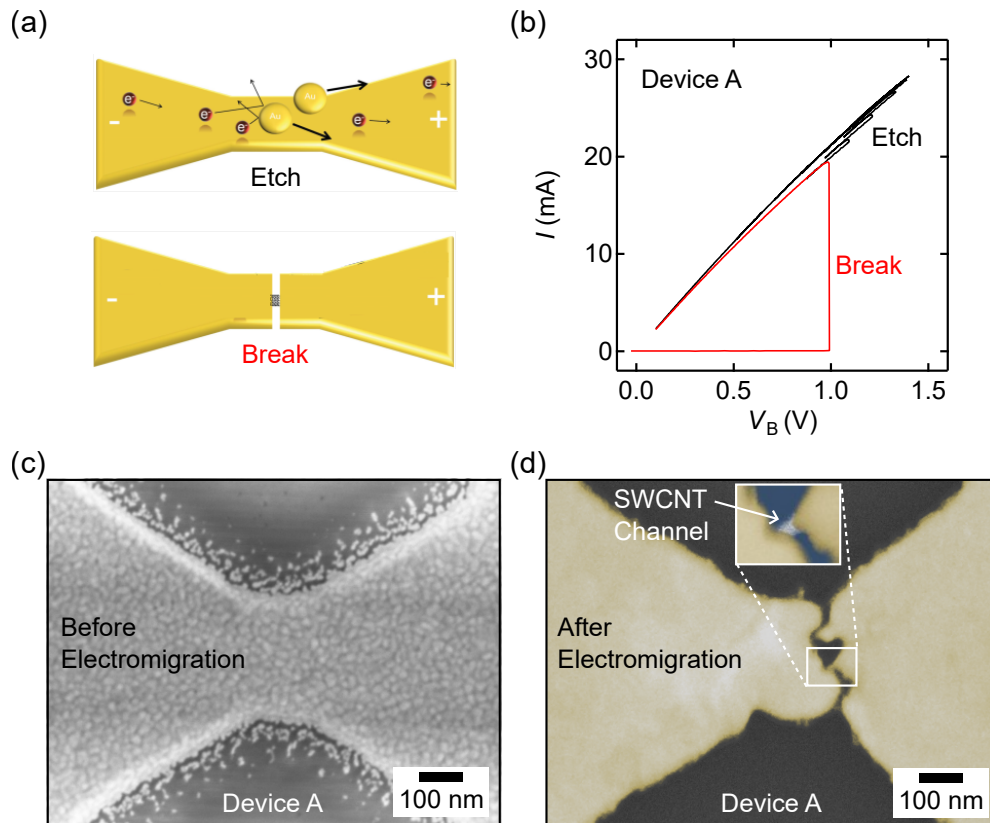 (a)
e⁻
e⁻
e⁻
e⁻
e⁻
Au
Au
-
+
Etch
-
+
Break
(b)
Device A
Etch
Break
30
20
10
0
I (mA)
0.0
0.5
1.0
1.5
V_B (V)
(c)
Before
Electromigration
Device A
100 nm
(d)
SWCNT
Channel
After
Electromigration
Device A
100 nm